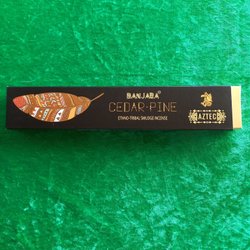 BANJARA
CEDAR-PINE
ETHNO-TRIBAL SMUDGE INCENSE
AZTEC